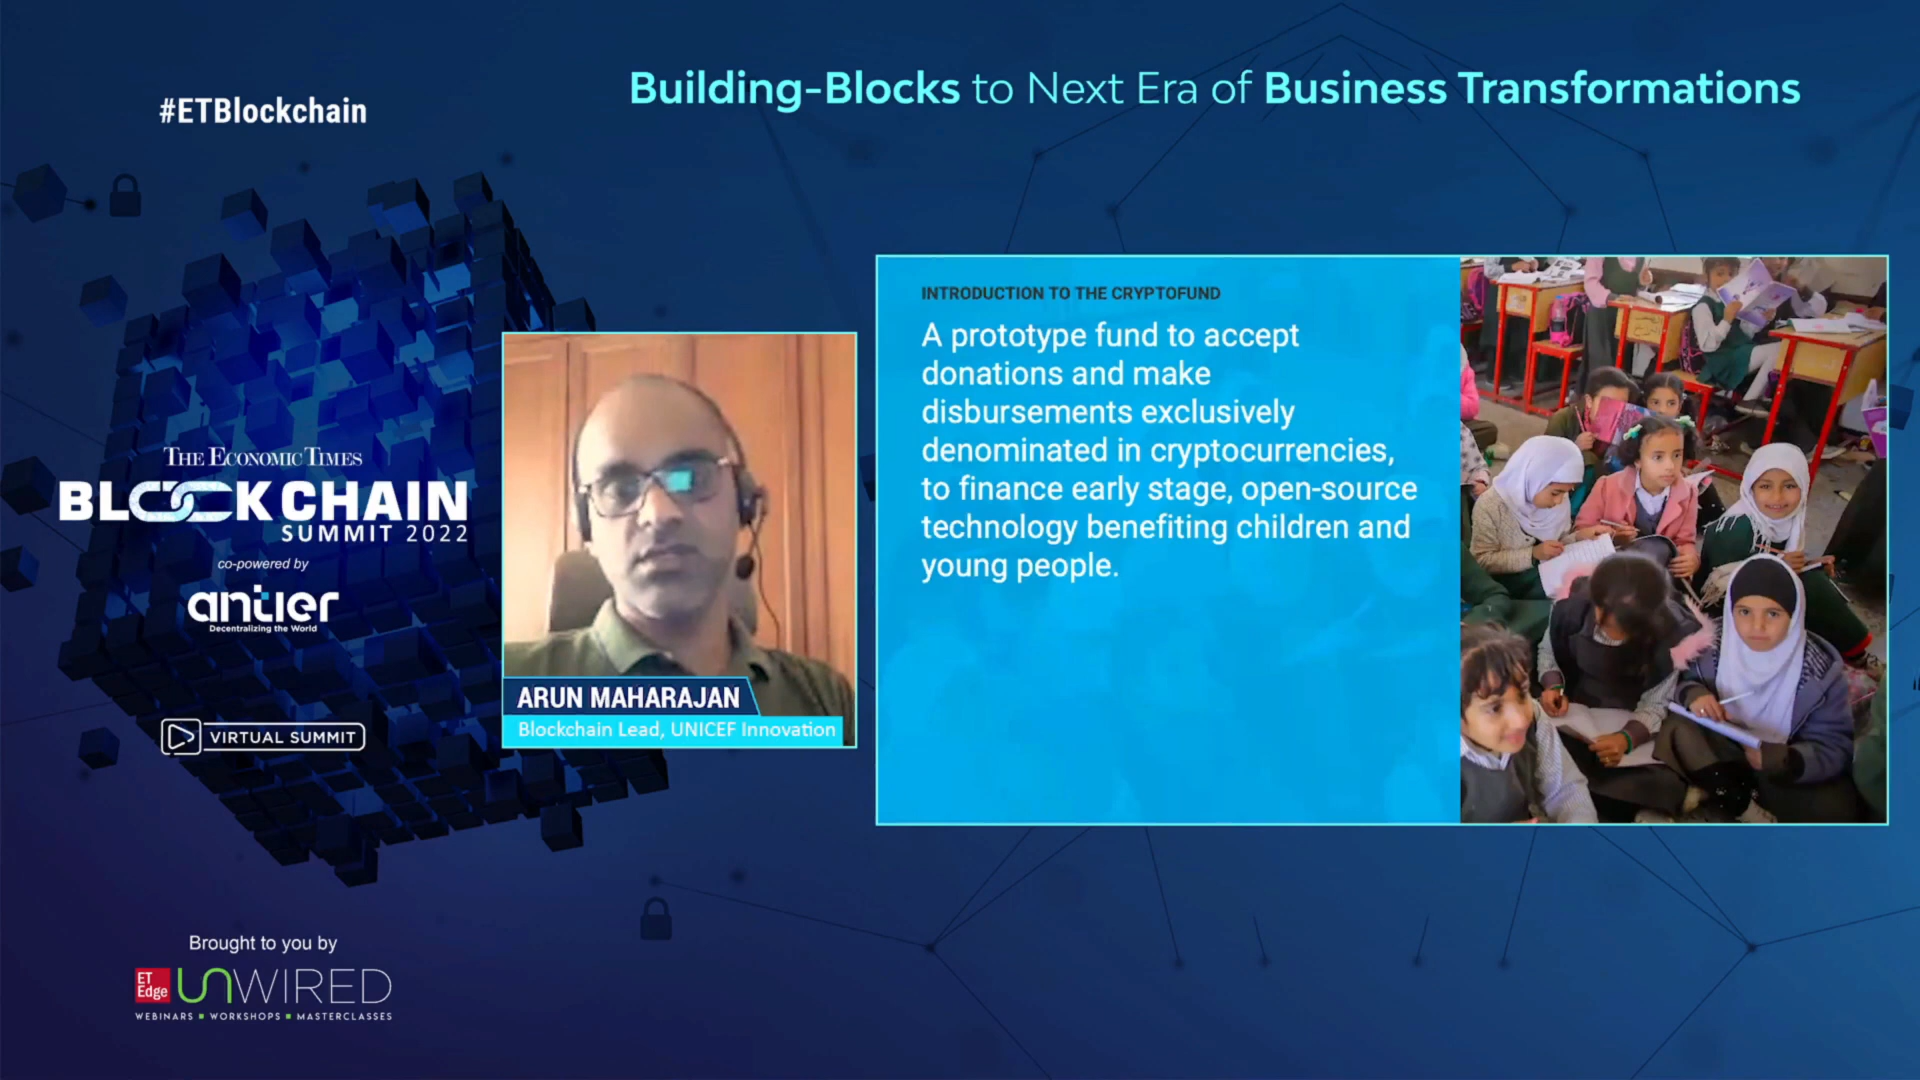 #ETBlockchain
Building-Blocks to Next Era of Business Transformations
THE ECONOMIC TIMES
BLOCKCHAIN
SUMMIT 2022
co-powered by
antier
Decentralizing the World
VIRTUAL SUMMIT
Brought to you by
ET
Edge
UNWIRED
WEBINARS ▪ WORKSHOPS ▪ MASTERCLASSES
ARUN MAHARAJAN
Blockchain Lead, UNICEF Innovation
INTRODUCTION TO THE CRYPTOFUND
A prototype fund to accept
donations and make
disbursements exclusively
denominated in cryptocurrencies,
to finance early stage, open-source
technology benefiting children and
young people.